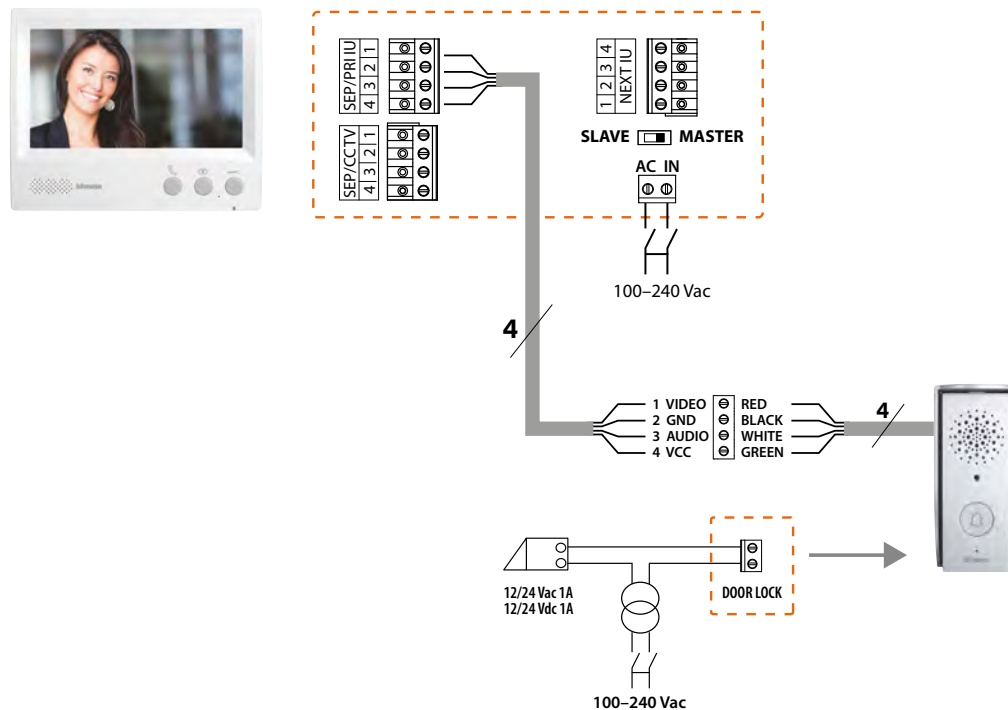 SEP/PRI IU
1 2 3 4
SEP/CCTV
1 2 3 4
NEXT IU
1 2 3 4
SLAVE MASTER
AC IN
100–240 Vac
4
1 VIDEO RED
2 GND BLACK
3 AUDIO WHITE
4 VCC GREEN
4
12/24 Vac 1A
12/24 Vdc 1A
DOOR LOCK
100–240 Vac